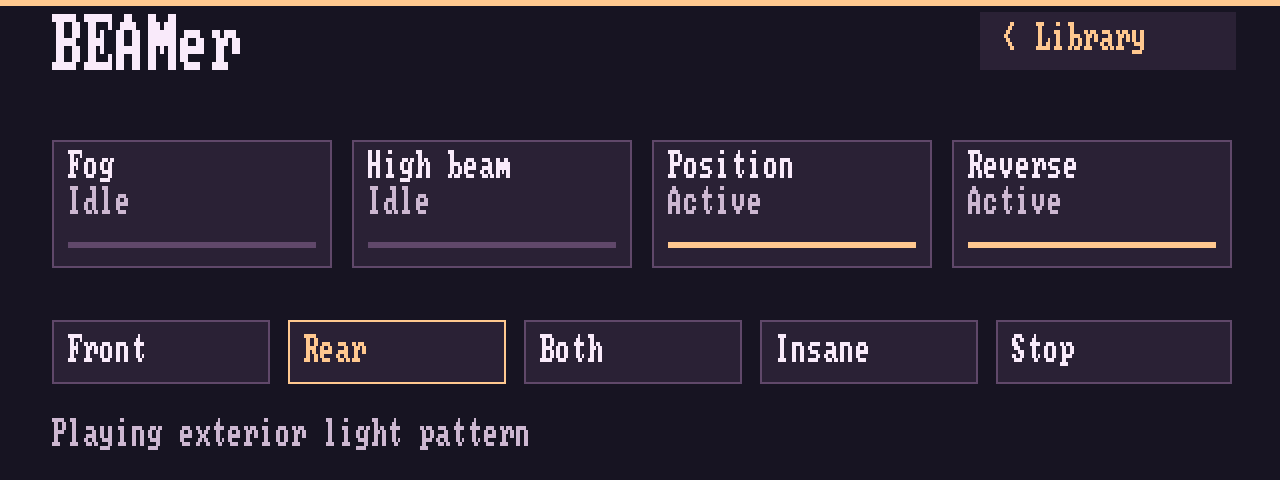 BEAMer
< Library
Fog
Idle
High beam
Idle
Position
Active
Reverse
Active
Front
Rear
Both
Insane
Stop
Playing exterior light pattern